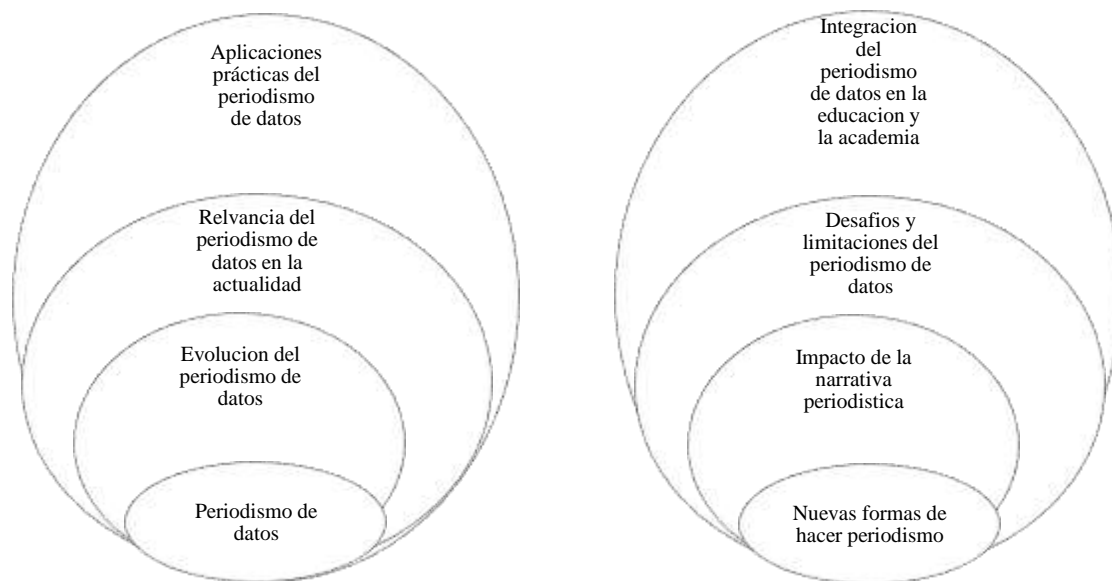 Aplicaciones
prácticas del
periodismo
de datos
Relvancia del
periodismo de
datos en la
actualidad
Evolucion del
periodismo de
datos
Periodismo de
datos
Integracion
del
periodismo
de datos en la
educacion y
la academia
Desafios y
limitaciones del
periodismo de
datos
Impacto de la
narrativa
periodistica
Nuevas formas de
hacer periodismo